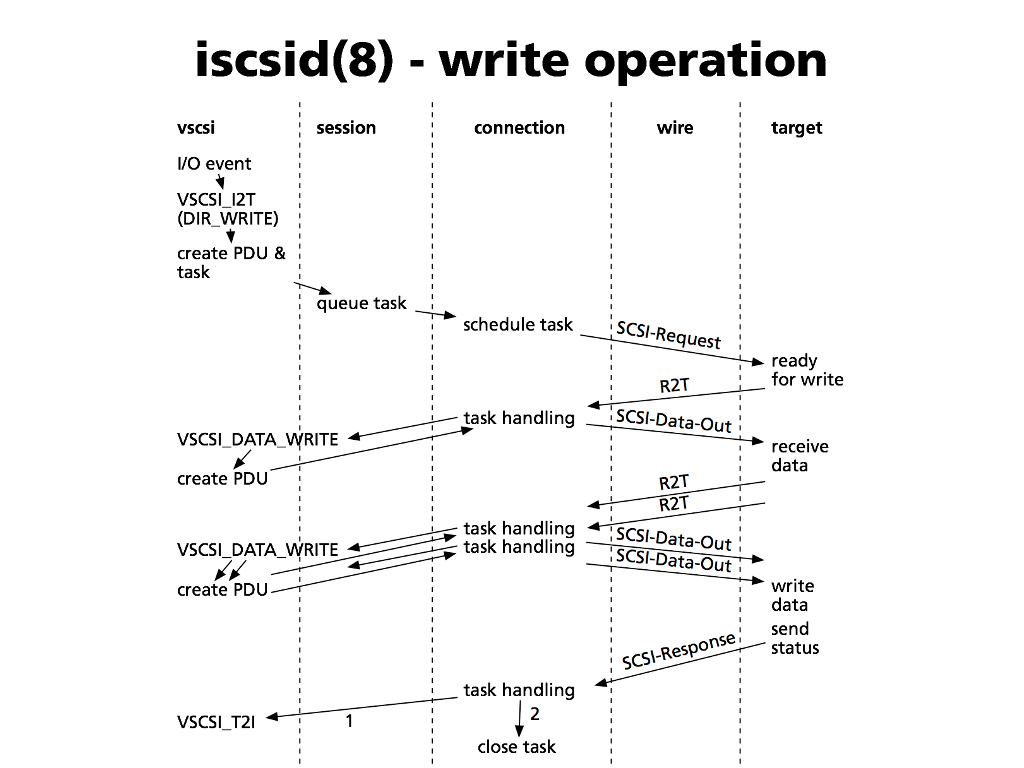 iscsid(8) - write operation
vscsi session connection wire target
I/O event
VSCSI_I2T
(DIR_WRITE)
create PDU &
task
queue task
schedule task
SCSI-Request
ready
for write
R2T
task handling
SCSI-Data-Out
VSCSI_DATA_WRITE
receive
data
create PDU
R2T
R2T
task handling
SCSI-Data-Out
VSCSI_DATA_WRITE
task handling
SCSI-Data-Out
create PDU
write
data
send
status
SCSI-Response
task handling
VSCSI_T2I
1
2
close task